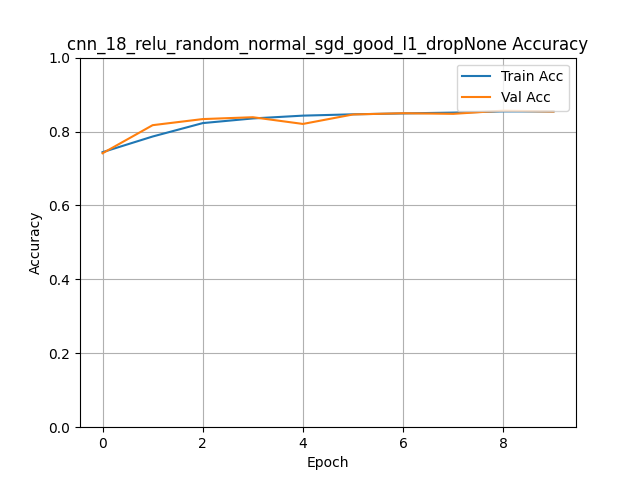 cnn_18_relu_random_normal_sgd_good_l1_dropNone Accuracy
1.0
0.8
0.6
0.4
0.2
0.0
Accuracy
Train Acc
Val Acc
0 2 4 6 8
Epoch